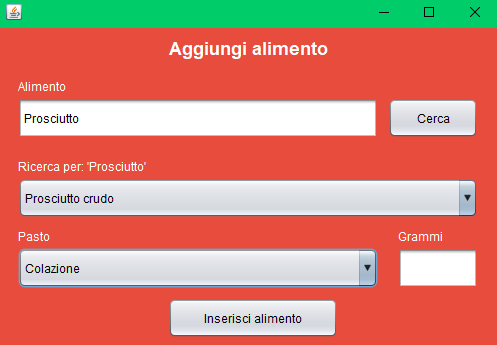 Aggiungi alimento
Alimento
Prosciutto
Cerca
Ricerca per: 'Prosciutto'
Prosciutto crudo
Pasto
Grammi
Colazione
Inserisci alimento